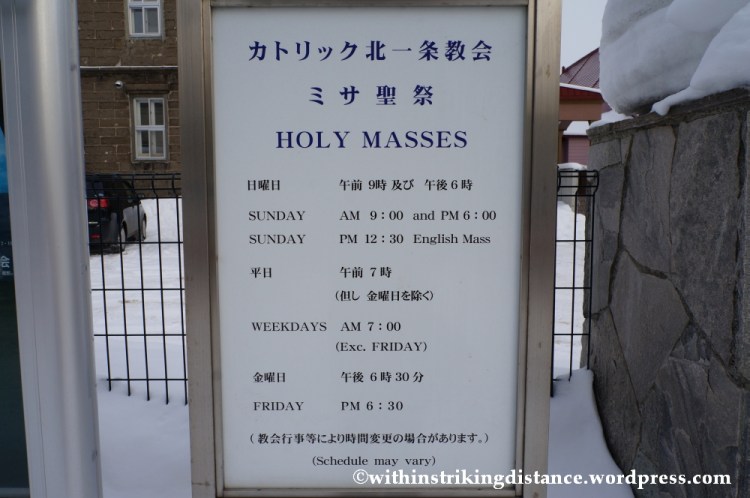 カトリック北一条教会
ミサ聖祭
HOLY MASSES
日曜日 午前 9時 及び 午後 6 時
SUNDAY AM 9:00 and PM 6:00
SUNDAY PM 12:30 English Mass
平日 午前 7 時
(但し 金曜日を除く)
WEEKDAYS AM 7:00
(Exc. FRIDAY)
金曜日 午後 6 時30 分
FRIDAY PM 6:30
(教会行事等により時間変更の場合があります。)
(Schedule may vary)
©withinstrikingdistance.wordpress.com